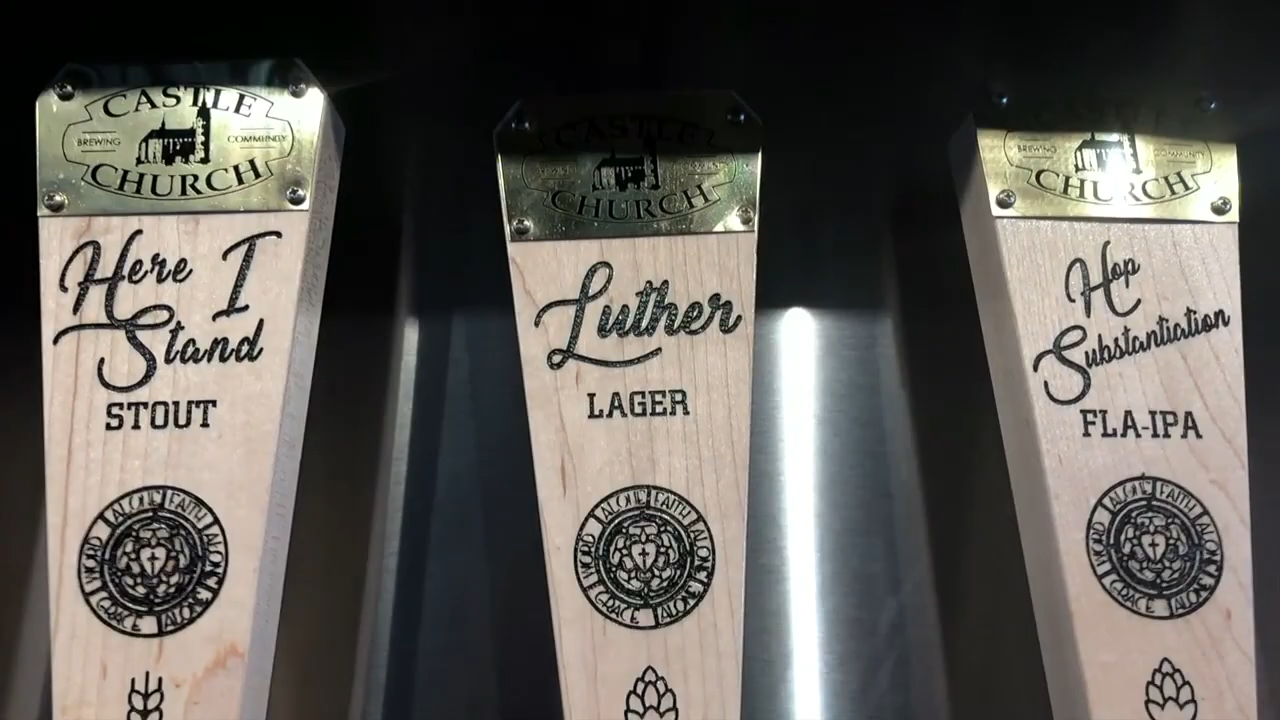 CASTLE
BREWING COMMUNITY
CHURCH
Here I
Stand
STOUT
WORD ALONE FAITH ALONE GRACE ALONE
CASTLE
CHURCH
Luther
LAGER
WORD ALONE FAITH ALONE GRACE ALONE
BREWING COMMUNITY
CHURCH
Hop
Substantiation
FLA-IPA
WORD ALONE FAITH ALONE GRACE ALONE